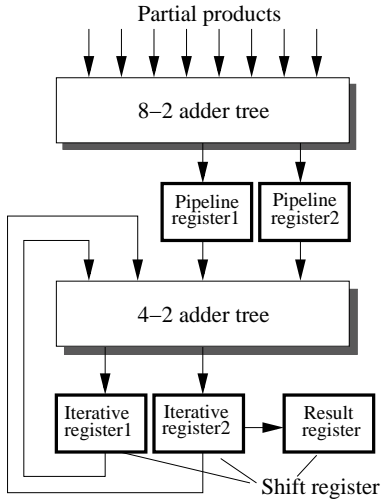 Partial products
8−2 adder tree
Pipeline
register1
Pipeline
register2
4−2 adder tree
Iterative
register1
Iterative
register2
Result
register
Shift register